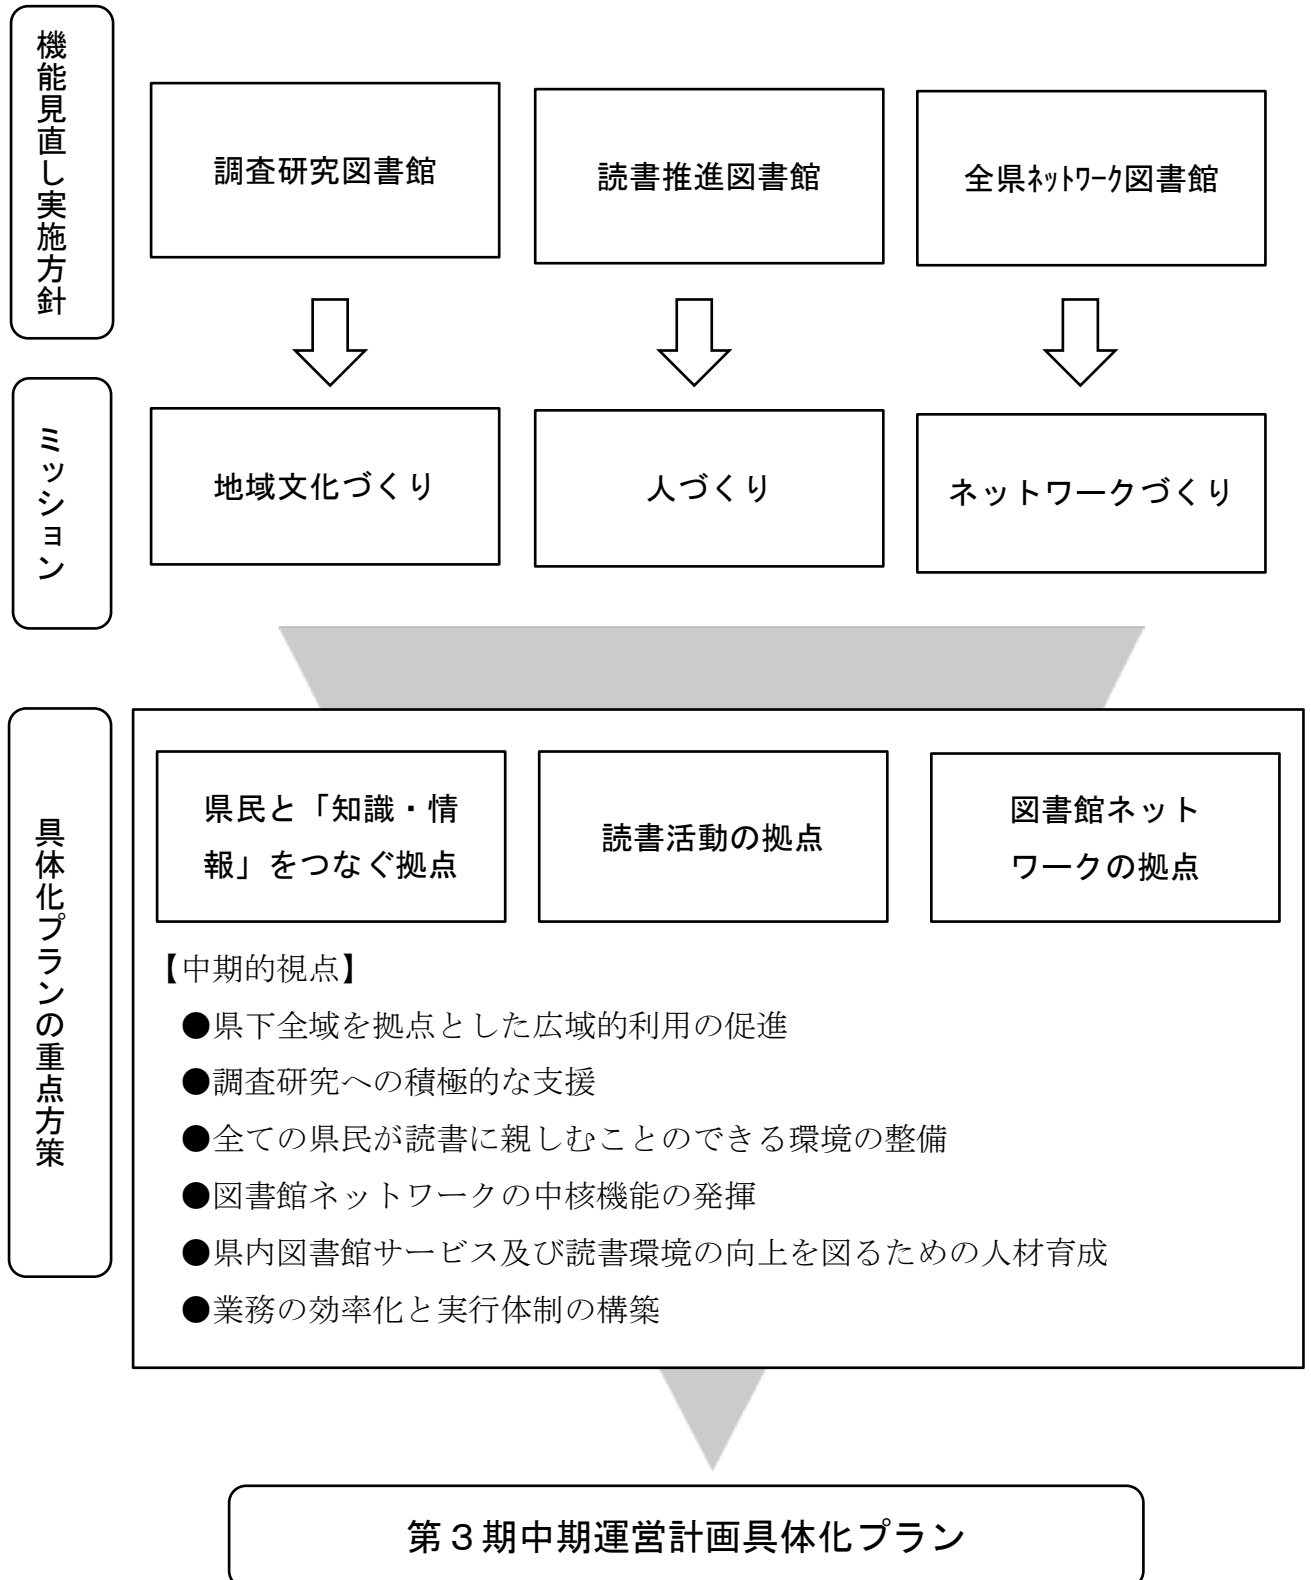 機能見直し実施方針
調査研究図書館
読書推進図書館
全県ﾈｯﾄﾜｰｸ図書館
ミッション
地域文化づくり
人づくり
ネットワークづくり
具体化プランの重点方策
県民と「知識・情
報」をつなぐ拠点
読書活動の拠点
図書館ネット
ワークの拠点
【中期的視点】
●県下全域を拠点とした広域的利用の促進
●調査研究への積極的な支援
●全ての県民が読書に親しむことのできる環境の整備
●図書館ネットワークの中核機能の発揮
●県内図書館サービス及び読書環境の向上を図るための人材育成
●業務の効率化と実行体制の構築
第３期中期運営計画具体化プラン